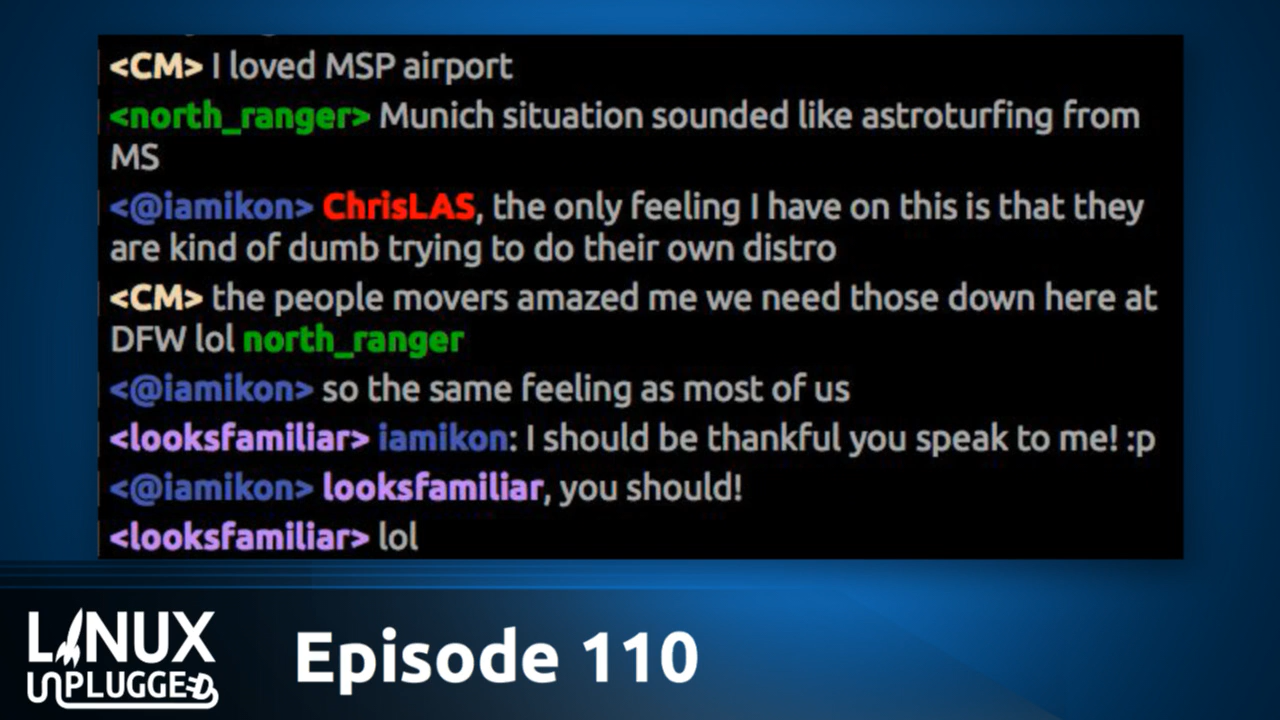 <CM> I loved MSP airport
<north_ranger> Munich situation sounded like astroturfing from
MS
<@iamikon> ChrisLAS, the only feeling I have on this is that they
are kind of dumb trying to do their own distro
<CM> the people movers amazed me we need those down here at
DFW lol north_ranger
<@iamikon> so the same feeling as most of us
<looksfamiliar> iamikon: I should be thankful you speak to me! :p
<@iamikon> looksfamiliar, you should!
<looksfamiliar> lol
LINUX
UNPLUGGED
Episode 110